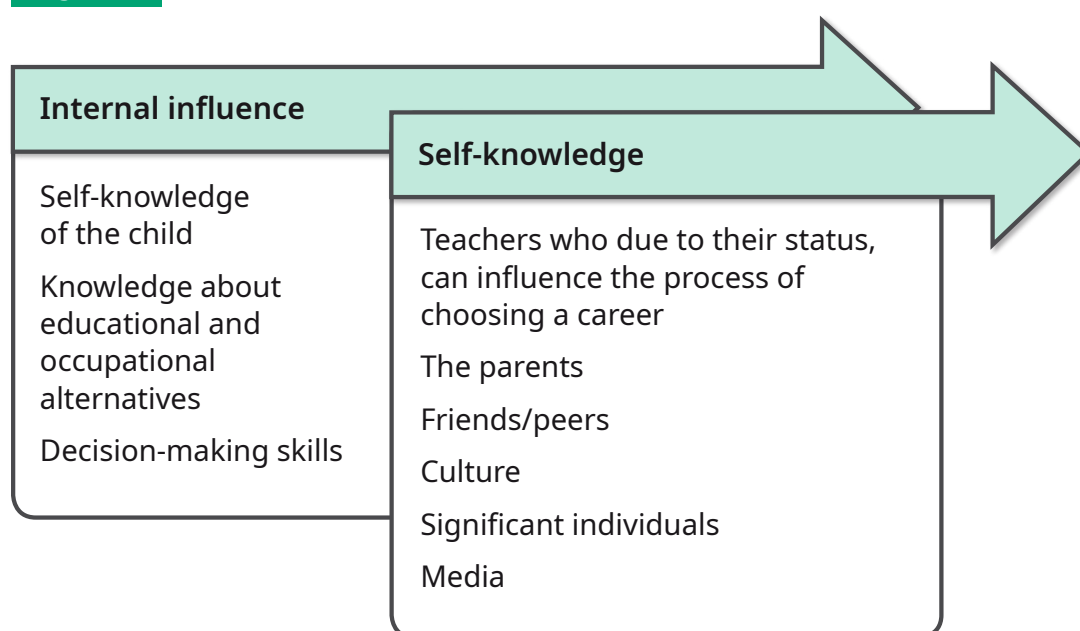 Internal influence
Self-knowledge
of the child
Knowledge about
educational and
occupational
alternatives
Decision-making skills
Self-knowledge
Teachers who due to their status,
can influence the process of
choosing a career
The parents
Friends/peers
Culture
Significant individuals
Media